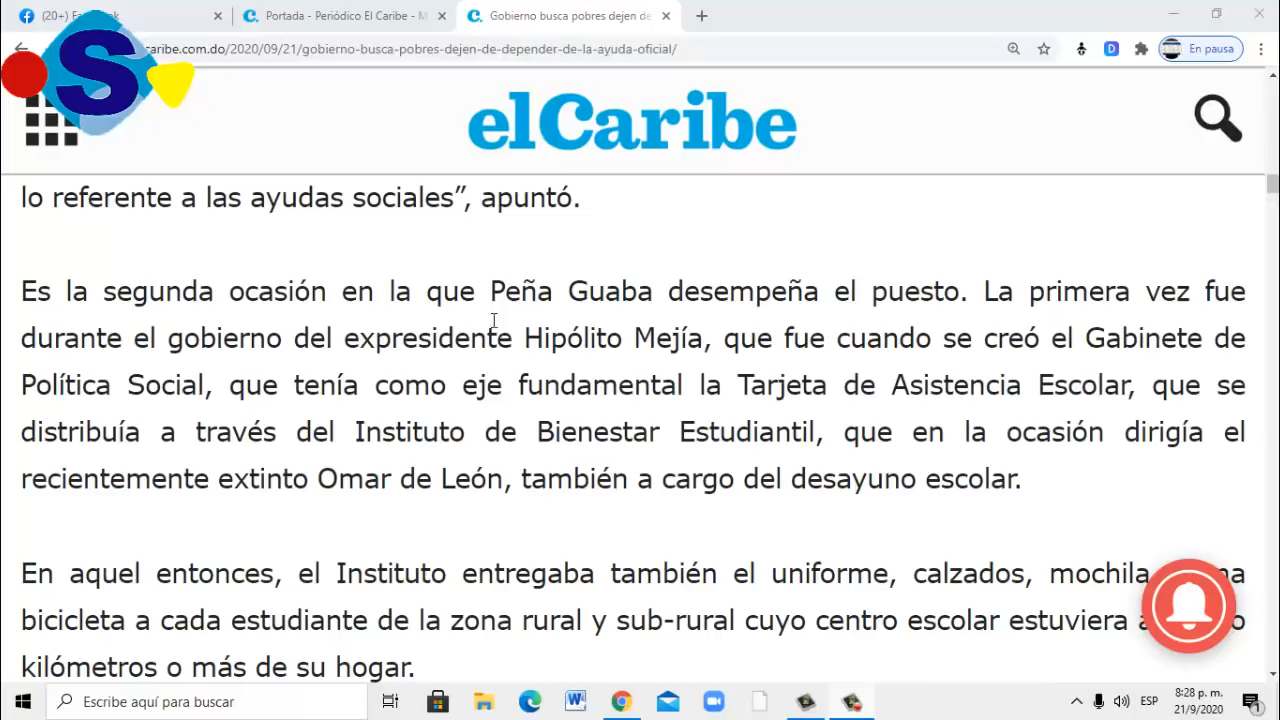 (20+) Fa
Portada - Periódico El Caribe - M
Gobierno busca pobres dejen de
caribe.com.do/2020/09/21/gobierno-busca-pobres-dejen-de-depender-de-la-ayuda-oficial/
D
En pausa
S
elCaribe
lo referente a las ayudas sociales”, apuntó.
Es la segunda ocasión en la que Peña Guaba desempeña el puesto. La primera vez fue
durante el gobierno del expresidente Hipólito Mejía, que fue cuando se creó el Gabinete de
Política Social, que tenía como eje fundamental la Tarjeta de Asistencia Escolar, que se
distribuía a través del Instituto de Bienestar Estudiantil, que en la ocasión dirigía el
recientemente extinto Omar de León, también a cargo del desayuno escolar.
En aquel entonces, el Instituto entregaba también el uniforme, calzados, mochila
bicicleta a cada estudiante de la zona rural y sub-rural cuyo centro escolar estuviera
kilómetros o más de su hogar.
Escribe aquí para buscar
ESP
8:28 p. m.
21/9/2020
1